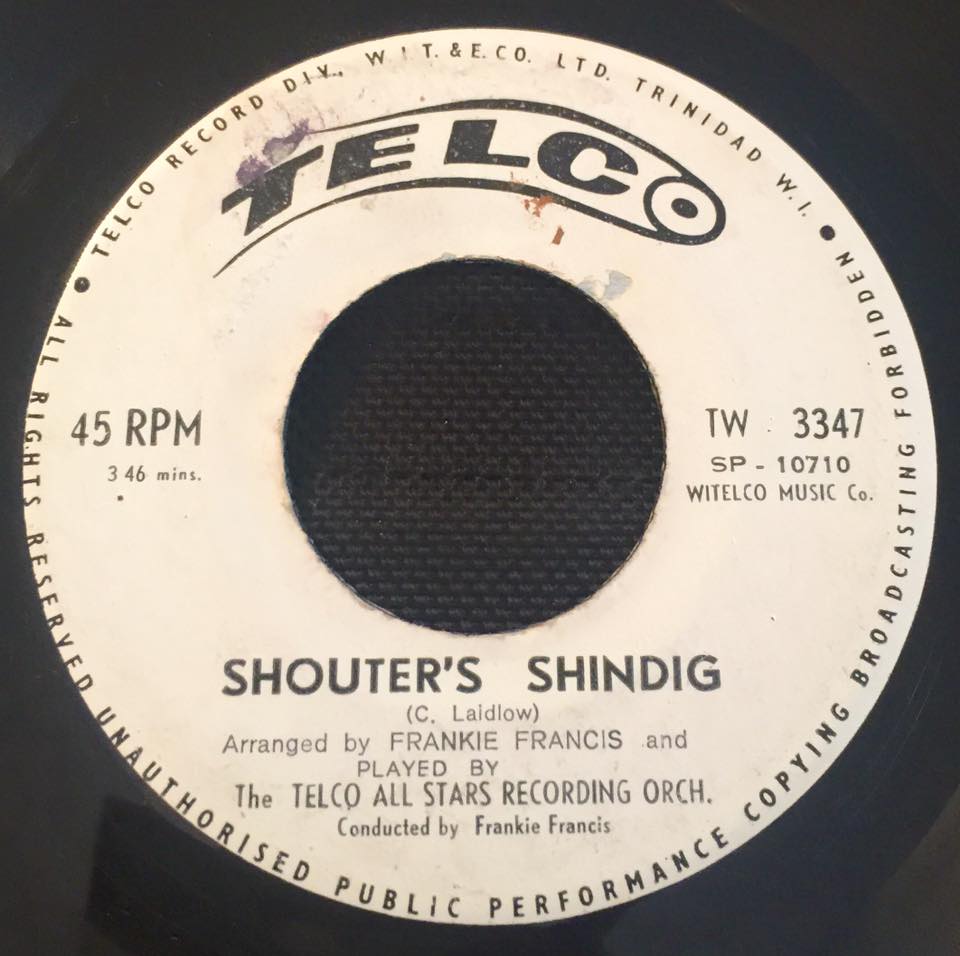 TELCO RECORD DIV., W I T. & E. CO. LTD. TRINIDAD W.I.
TELCO
45 RPM
3 46 mins.
TW 3347
SP - 10710
WITELCO MUSIC Co.
SHOUTER'S SHINDIG
(C. Laidlow)
Arranged by FRANKIE FRANCIS and
PLAYED BY
The TELCO ALL STARS RECORDING ORCH.
Conducted by Frankie Francis
ALL RIGHTS RESERVED UNAUTHORISED PUBLIC PERFORMANCE COPYING BROADCASTING FORBIDDEN